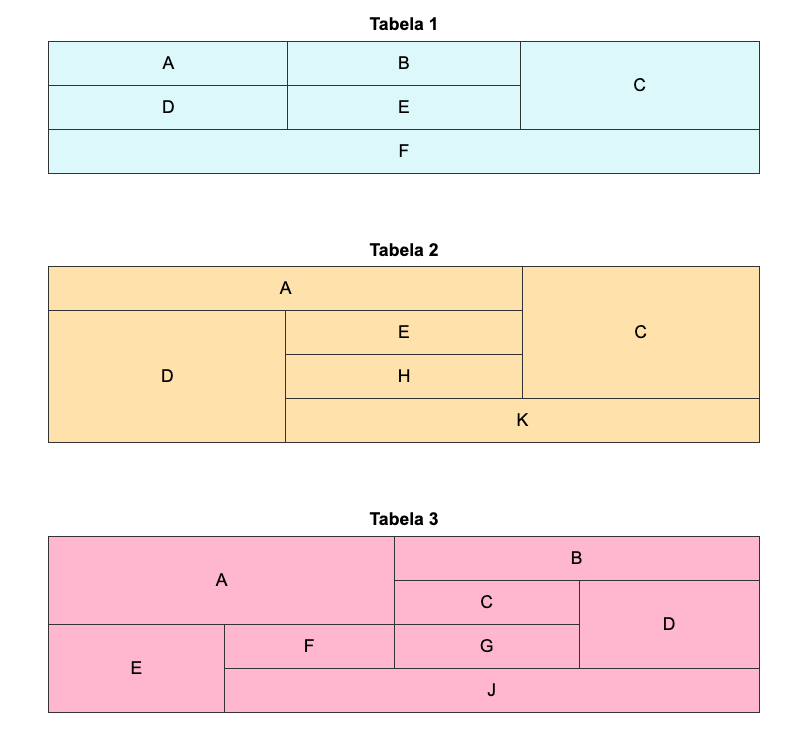 Tabela 1
A B C
D E
F
Tabela 2
A C
E
D H
K
Tabela 3
A B
C D
E F G
J